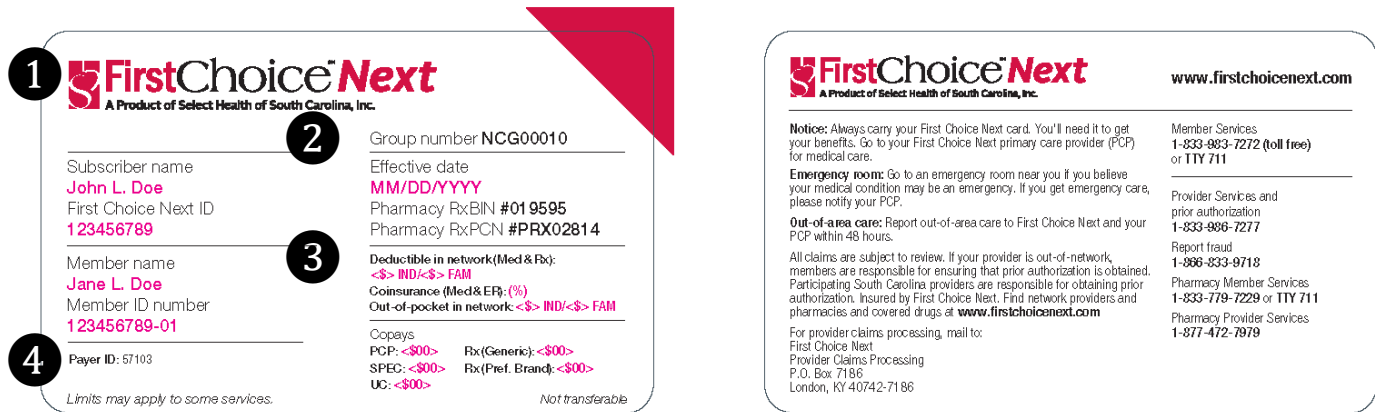 1
FirstChoice™ Next
A Product of Select Health of South Carolina, Inc.
2
Group number NCG00010
Subscriber name
John L. Doe
First Choice Next ID
123456789
Effective date
MM/DD/YYYY
Pharmacy RxBIN #019595
Pharmacy RxPCN #PRX02814
Member name
Jane L. Doe
Member ID number
123456789-01
3
Deductible in network (Med & Rx):
<$> IND/<$> FAM
Coinsurance (Med & ER): (%)
Out-of-pocket in network: <$> IND/<$> FAM
Copays
PCP: <$00> Rx (Generic): <$00>
SPEC: <$00> Rx (Pref. Brand): <$00>
UC: <$00>
4
Payer ID: 57103
Limits may apply to some services.
Not transferable
FirstChoice™ Next
A Product of Select Health of South Carolina, Inc.
www.firstchoicenext.com
Notice: Always carry your First Choice Next card. You'll need it to get
your benefits. Go to your First Choice Next primary care provider (PCP)
for medical care.
Emergency room: Go to an emergency room near you if you believe
your medical condition may be an emergency. If you get emergency care,
please notify your PCP.
Out-of-area care: Report out-of-area care to First Choice Next and your
PCP within 48 hours.
All claims are subject to review. If your provider is out-of-network,
members are responsible for ensuring that prior authorization is obtained.
Participating South Carolina providers are responsible for obtaining prior
authorization. Insured by First Choice Next. Find network providers and
pharmacies and covered drugs at www.firstchoicenext.com
For provider claims processing, mail to:
First Choice Next
Provider Claims Processing
P.O. Box 7186
London, KY 40742-7186
Member Services
1-833-983-7272 (toll free)
or TTY 711
Provider Services and
prior authorization
1-833-986-7277
Report fraud
1-866-833-9718
Pharmacy Member Services
1-833-779-7229 or TTY 711
Pharmacy Provider Services
1-877-472-7979